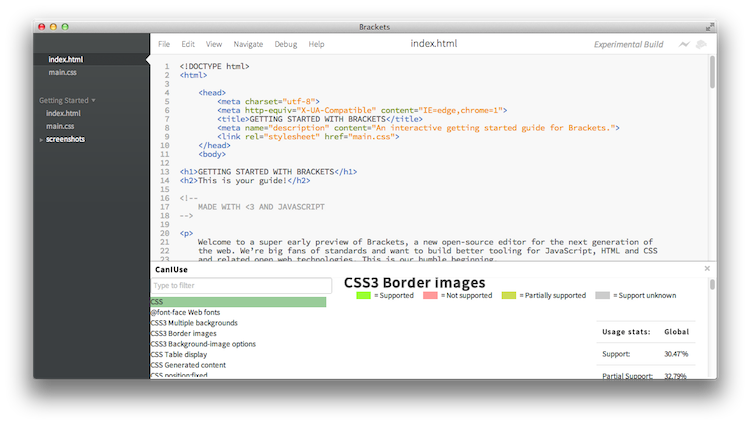 Brackets
index.html
main.css
Getting Started
index.html
main.css
screenshots
File Edit View Navigate Debug Help
index.html
Experimental Build
1 <!DOCTYPE html>
2 <html>
3
4 <head>
5 <meta charset="utf-8">
6 <meta http-equiv="X-UA-Compatible" content="IE=edge,chrome=1">
7 <title>GETTING STARTED WITH BRACKETS</title>
8 <meta name="description" content="An interactive getting started guide for Brackets.">
9 <link rel="stylesheet" href="main.css">
10 </head>
11 <body>
12
13 <h1>GETTING STARTED WITH BRACKETS</h1>
14 <h2>This is your guide!</h2>
15
16 <!--
17 MADE WITH <3 AND JAVASCRIPT
18 -->
19
20 <p>
21 Welcome to a super early preview of Brackets, a new open-source editor for the next generation of
22 the web. We're big fans of standards and want to build better tooling for JavaScript, HTML and CSS
23 and related open web technologies. This is our humble beginning.
CanIUse
Type to filter
CSS
@font-face Web fonts
CSS3 Multiple backgrounds
CSS3 Border images
CSS3 Background-image options
CSS Table display
CSS Generated content
CSS position:fixed
CSS3 Border images
= Supported = Not supported = Partially supported = Support unknown
Usage stats: Global
Support: 30.47%
Partial Support: 32.79%